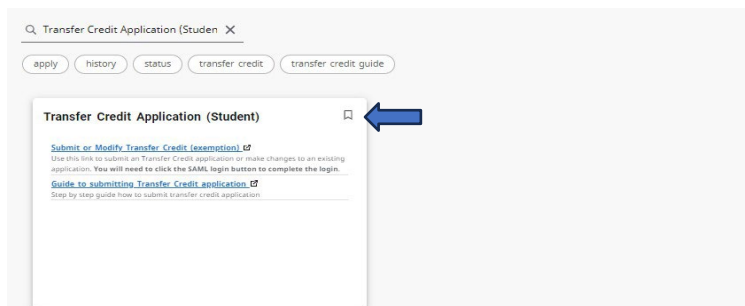 Transfer Credit Application (Studen
apply history status transfer credit transfer credit guide
Transfer Credit Application (Student)
Submit or Modify Transfer Credit (exemption)
Use this link to submit an Transfer Credit application or make changes to an existing
application. You will need to click the SAML login button to complete the login.
Guide to submitting Transfer Credit application
Step by step guide how to submit transfer credit application